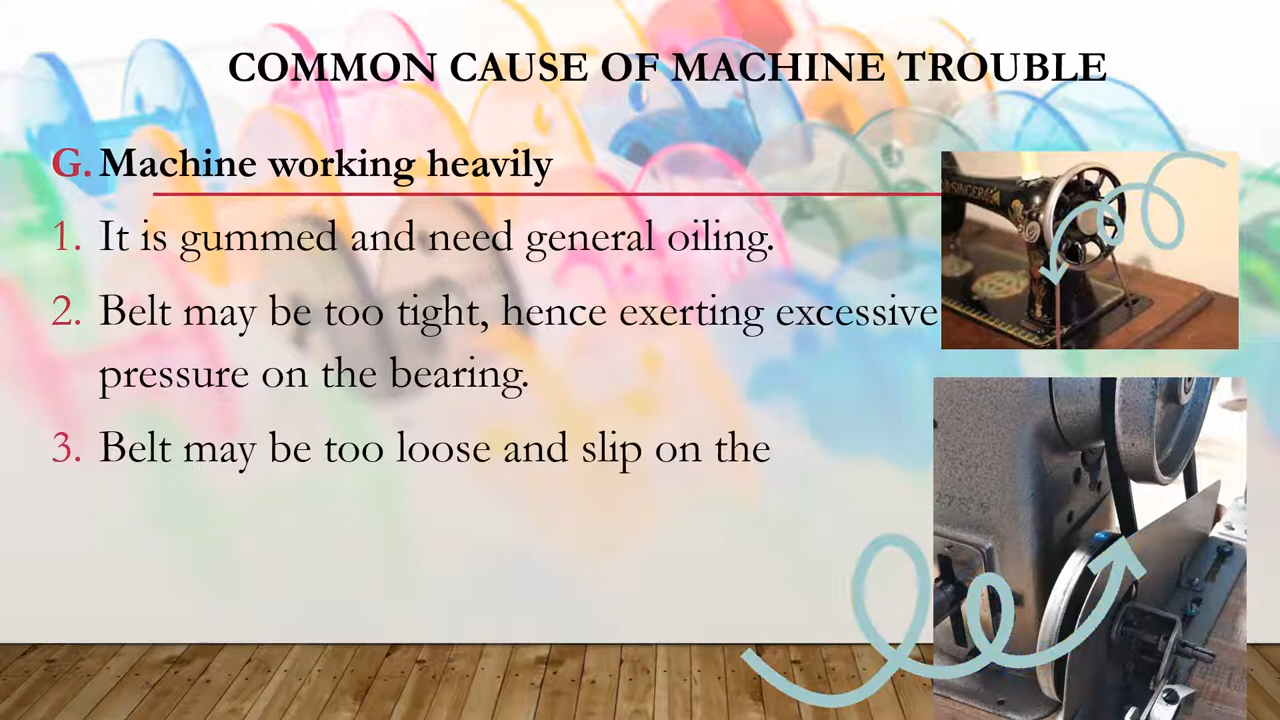 COMMON CAUSE OF MACHINE TROUBLE
G. Machine working heavily
1. It is gummed and need general oiling.
2. Belt may be too tight, hence exerting excessive
pressure on the bearing.
3. Belt may be too loose and slip on the
SINGER